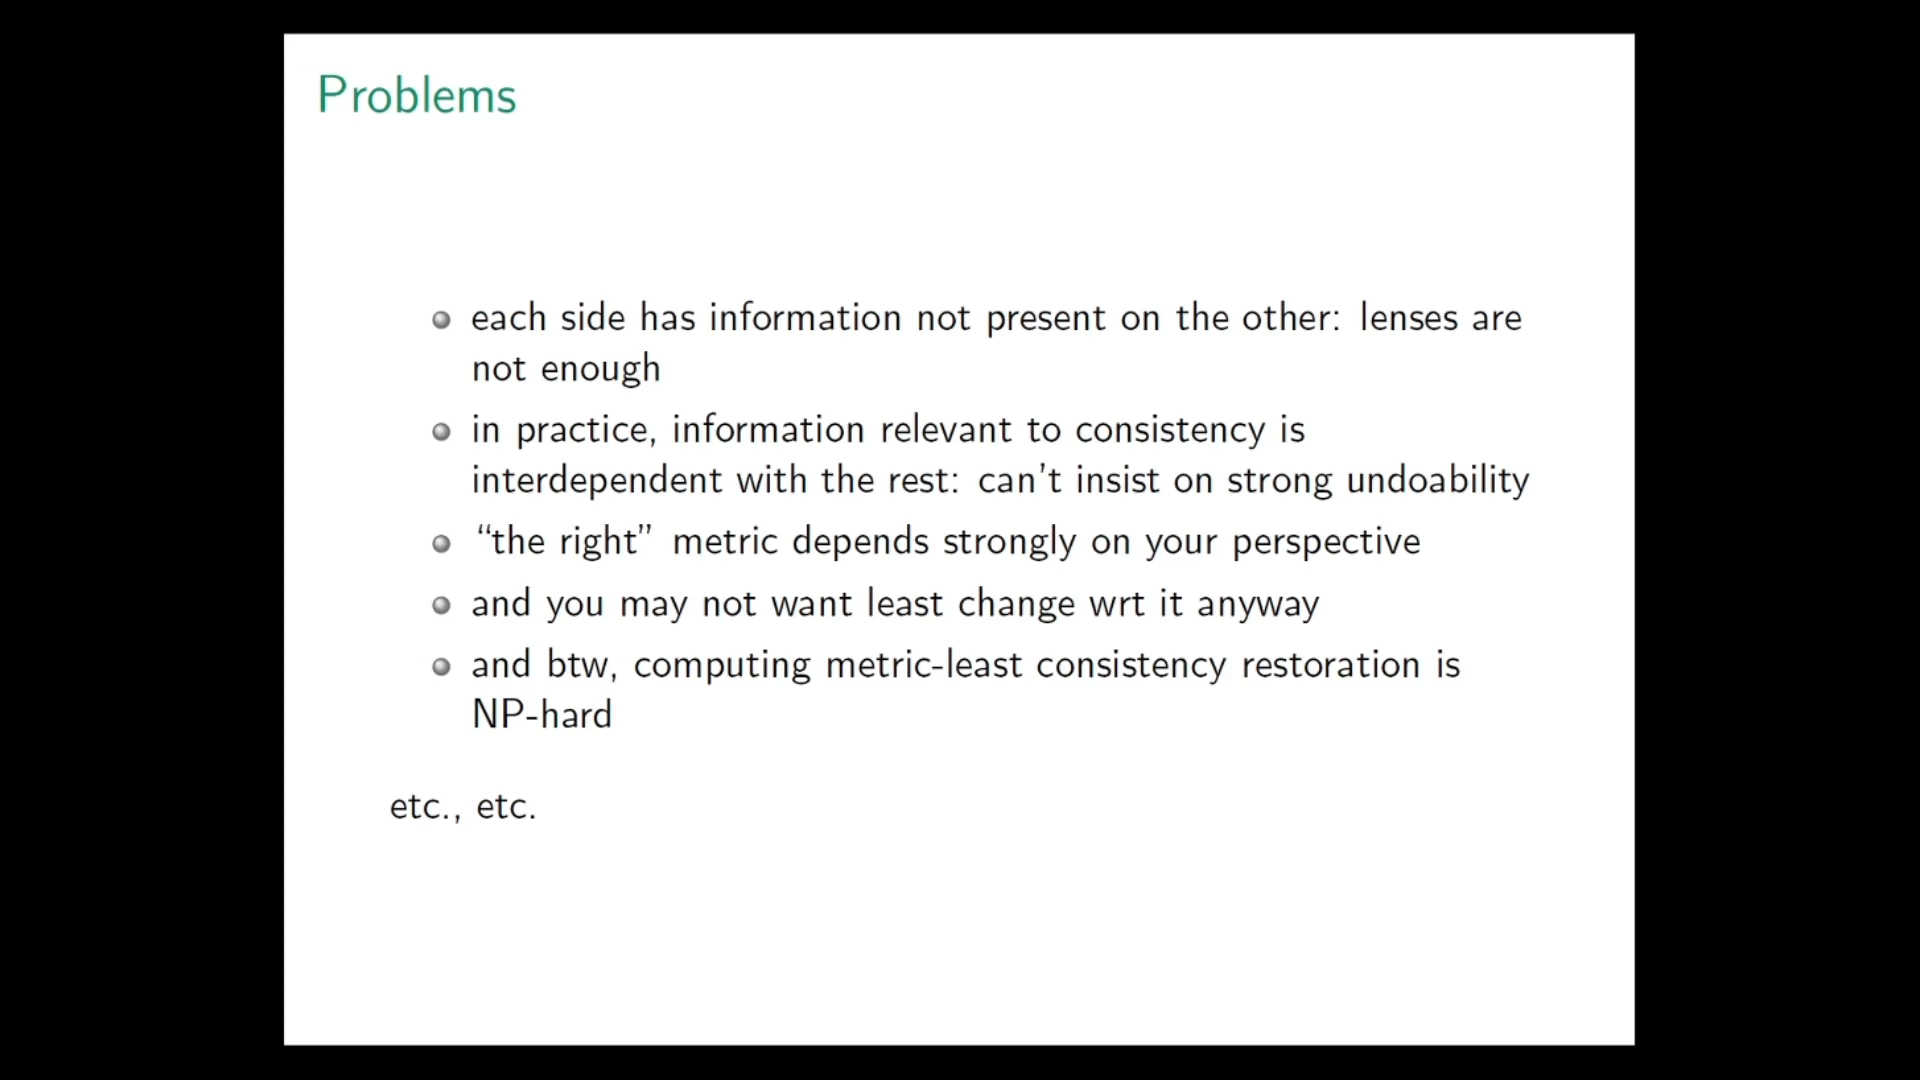 Problems
each side has information not present on the other: lenses are
not enough
in practice, information relevant to consistency is
interdependent with the rest: can't insist on strong undoability
“the right” metric depends strongly on your perspective
and you may not want least change wrt it anyway
and btw, computing metric-least consistency restoration is
NP-hard
etc., etc.